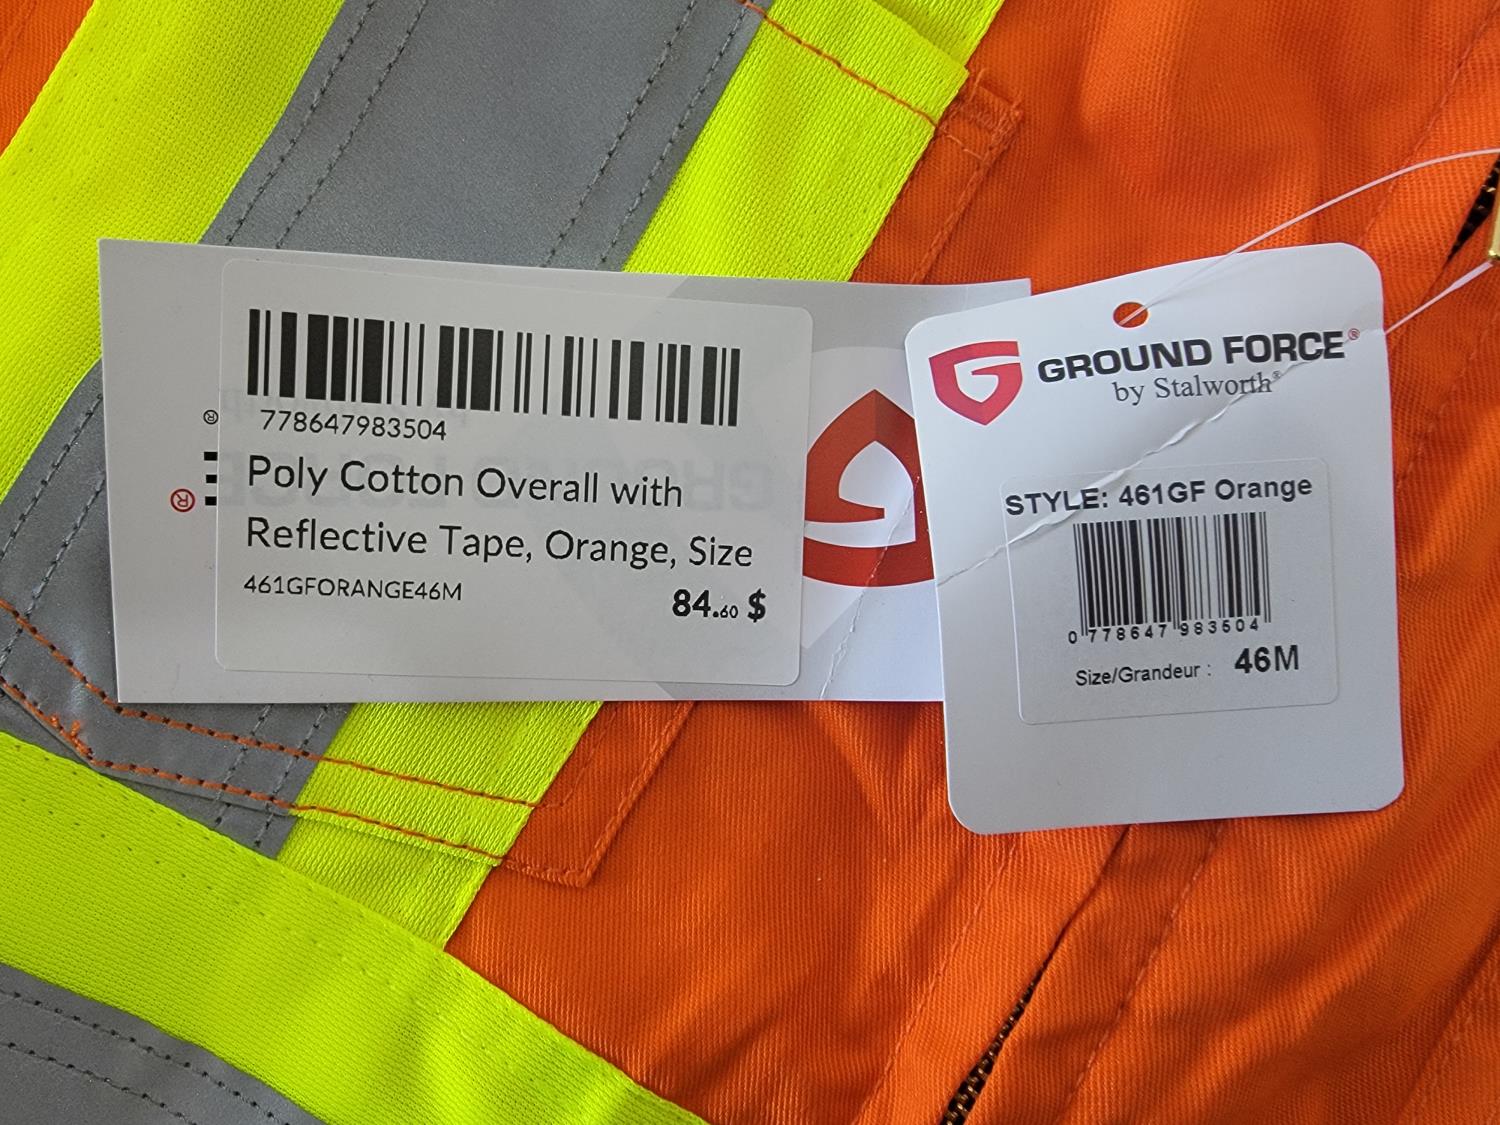 778647983504
Poly Cotton Overall with
Reflective Tape, Orange, Size
461GFORANGE46M
84.60 $
®
®
GROUND FORCE®
by Stalworth®
STYLE: 461GF Orange
0 778647 983504
Size/Grandeur : 46M